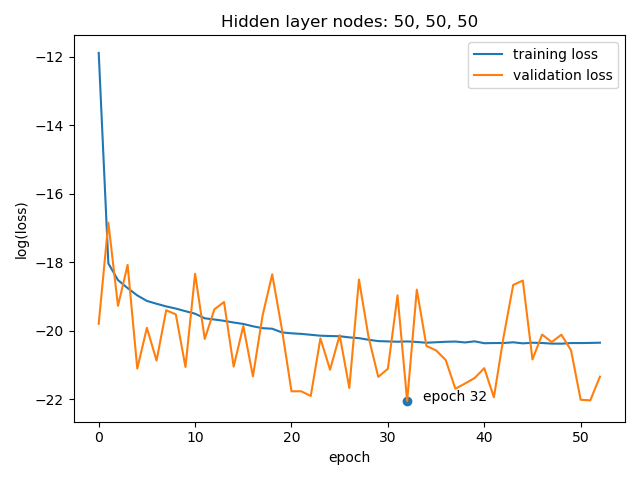 Hidden layer nodes: 50, 50, 50
training loss
validation loss
−12
−14
−16
−18
−20
−22
log(loss)
epoch 32
0
10
20
30
40
50
epoch